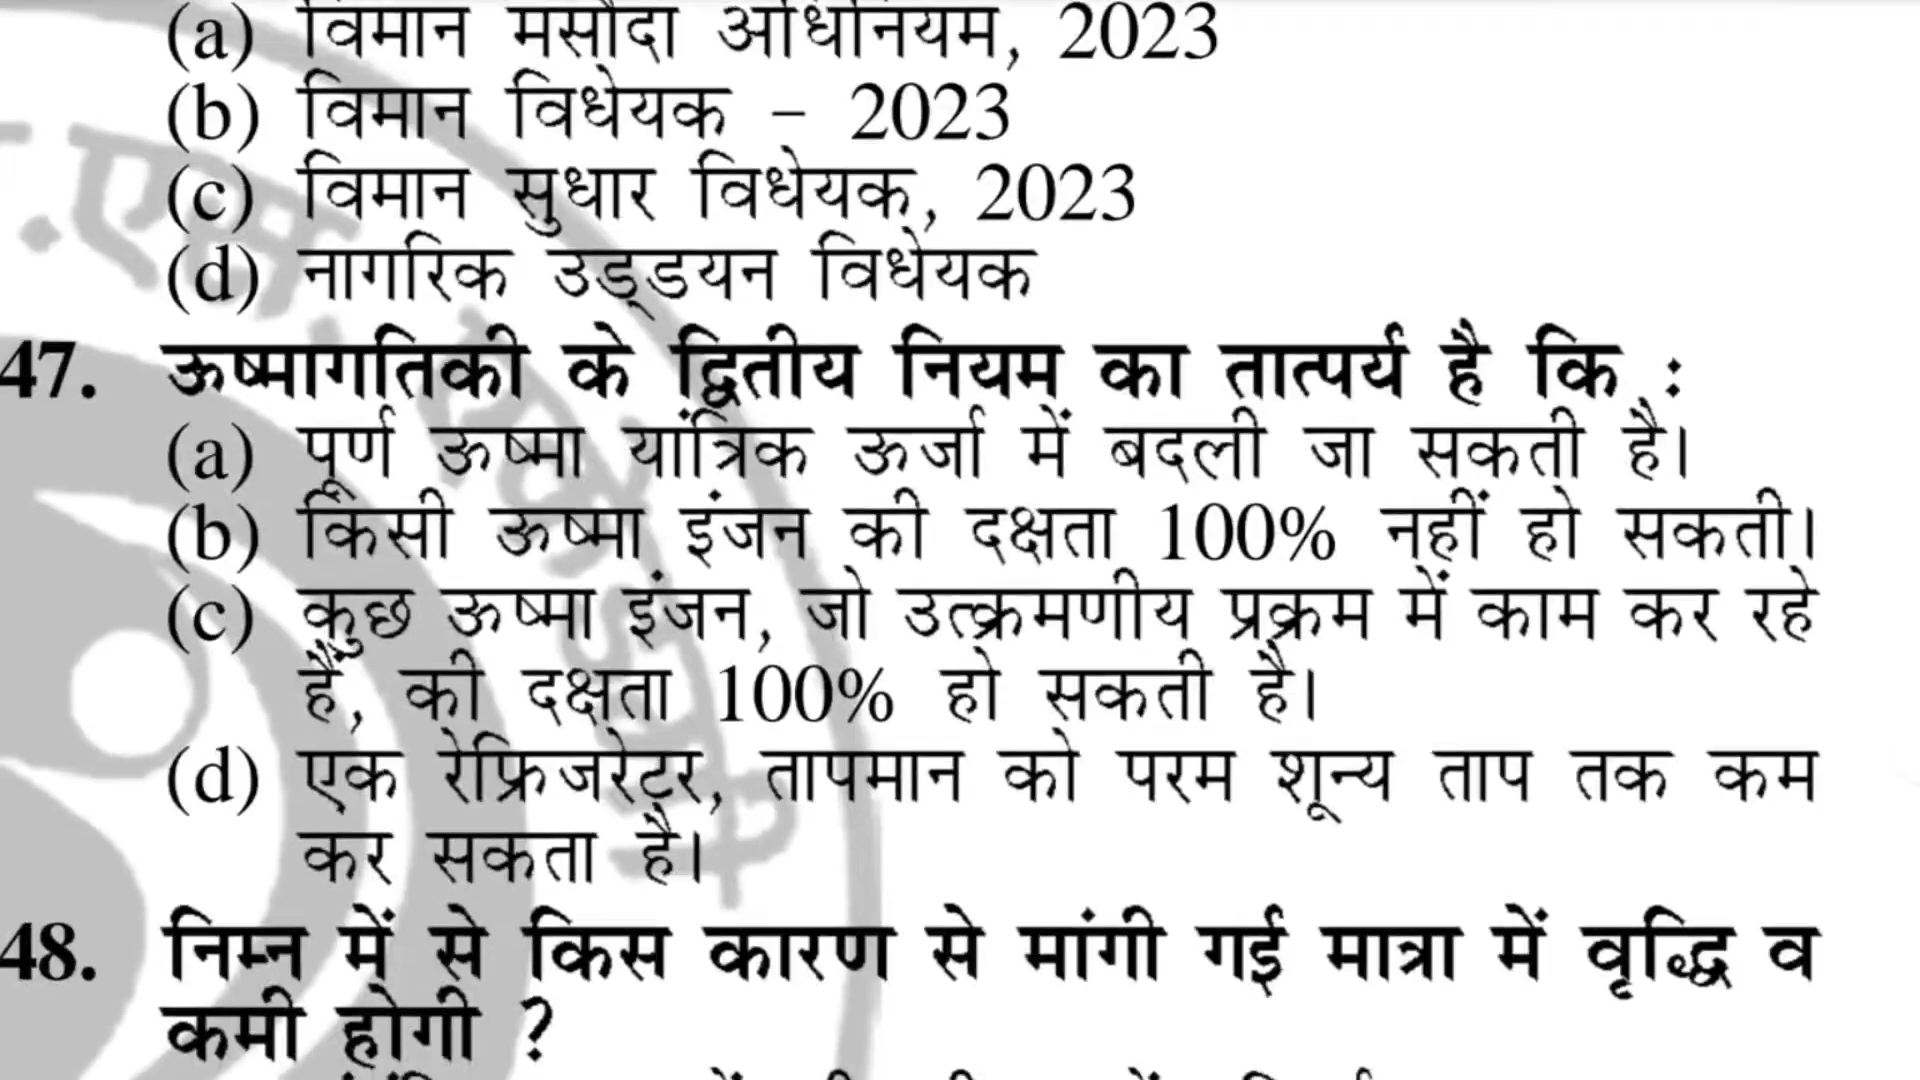 (a) विमान मसौदा अधिनियम, 2023
(b) विमान विधेयक – 2023
(c) विमान सुधार विधेयक, 2023
(d) नागरिक उड्डयन विधेयक
47. ऊष्मागतिकी के द्वितीय नियम का तात्पर्य है कि :
(a) पूर्ण ऊष्मा यांत्रिक ऊर्जा में बदली जा सकती है।
(b) किसी ऊष्मा इंजन की दक्षता 100% नहीं हो सकती।
(c) कुछ ऊष्मा इंजन, जो उत्क्रमणीय प्रक्रम में काम कर रहे
हैं, की दक्षता 100% हो सकती है।
(d) एक रेफ्रिजरेटर, तापमान को परम शून्य ताप तक कम
कर सकता है।
48. निम्न में से किस कारण से मांगी गई मात्रा में वृद्धि व
कमी होगी ?